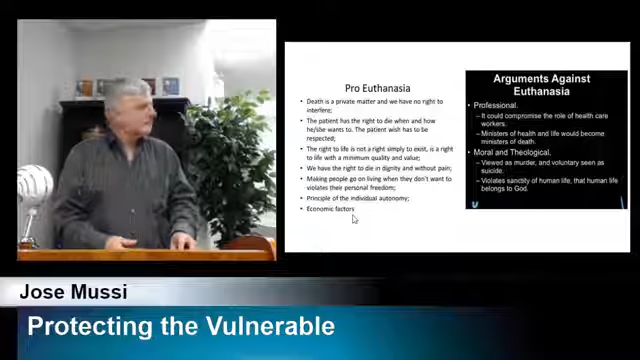 Pro Euthanasia
• Death is a private matter and we have no right to
interfere;
• The patient has the right to die when and how
he/she wants to. The patient wish has to be
respected;
• The right to life is not a right simply to exist, is a right
to life with a minimum quality and value;
• We have the right to die in dignity and without pain;
• Making people go on living when they don't want to
violates their personal freedom;
• Principle of the individual autonomy;
• Economic factors
Arguments Against
Euthanasia
• Professional.
– It could compromise the role of health care
workers.
– Ministers of health and life would become
ministers of death.
• Moral and Theological.
– Viewed as murder, and voluntary seen as
suicide.
– Violates sanctity of human life, that human life
belongs to God.
Jose Mussi
Protecting the Vulnerable